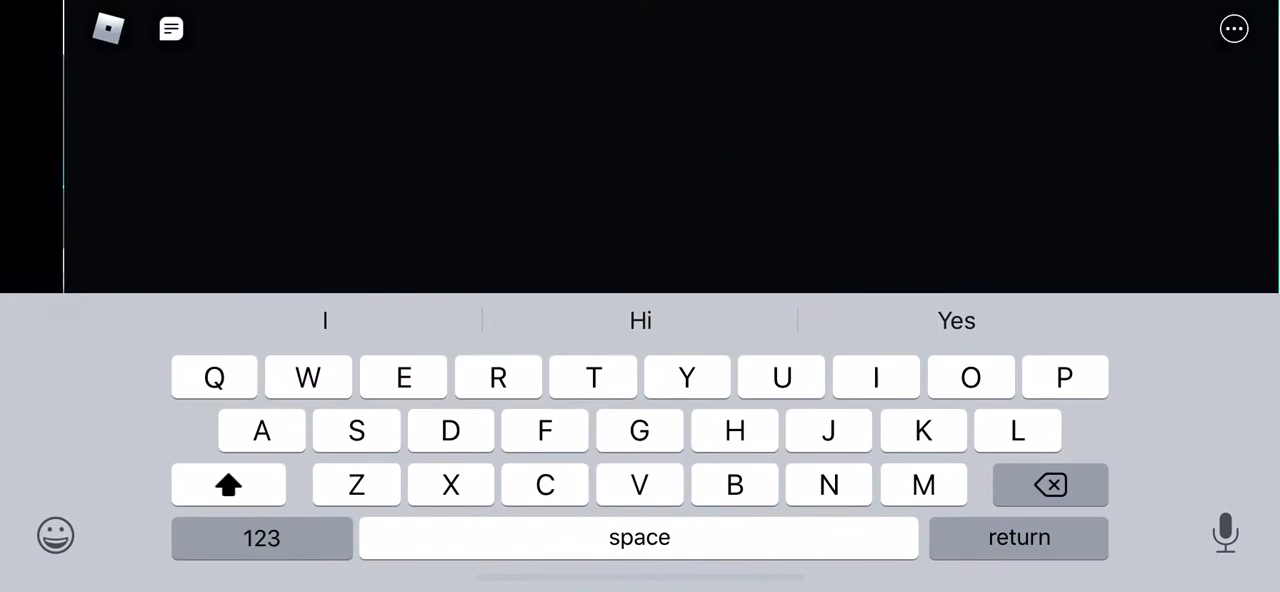 I Hi Yes
Q W E R T Y U I O P
A S D F G H J K L
Z X C V B N M
123 space return